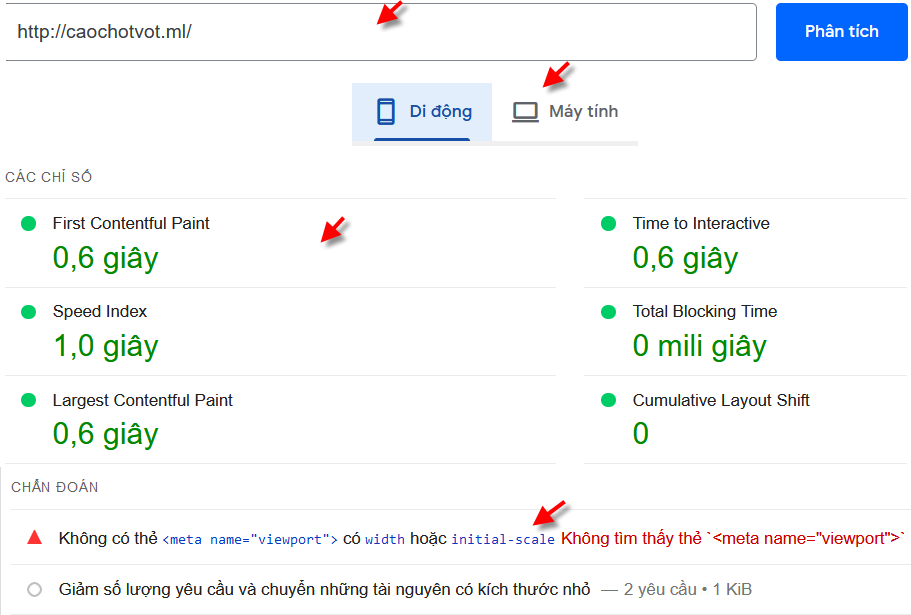 http://caochotvot.ml/
Phân tích
Di động
Máy tính
CÁC CHỈ SỐ
First Contentful Paint
0,6 giây
Time to Interactive
0,6 giây
Speed Index
1,0 giây
Total Blocking Time
0 mili giây
Largest Contentful Paint
0,6 giây
Cumulative Layout Shift
0
CHẨN ĐOÁN
Không có thẻ <meta name="viewport"> có width hoặc initial-scale Không tìm thấy thẻ `<meta name="viewport">`
Giảm số lượng yêu cầu và chuyển những tài nguyên có kích thước nhỏ — 2 yêu cầu • 1 KiB